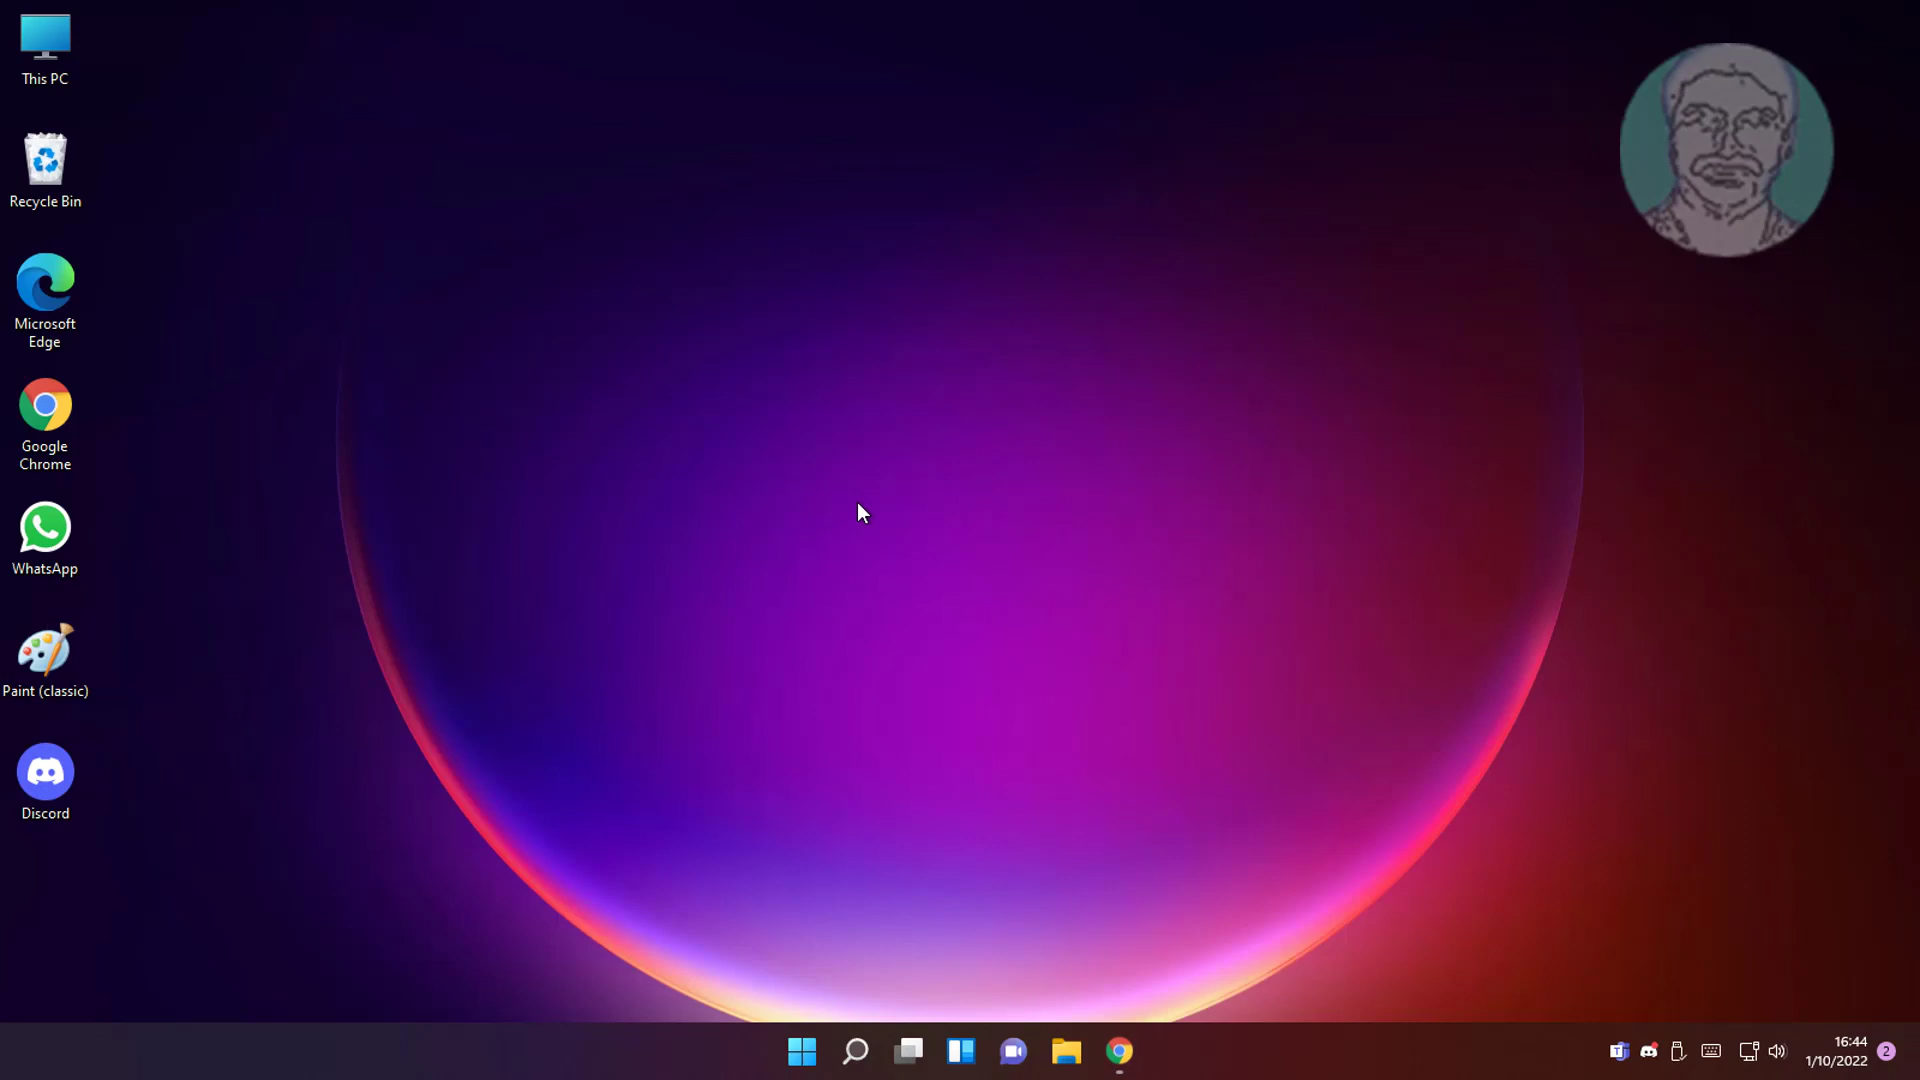 This PC
Recycle Bin
Microsoft
Edge
Google
Chrome
WhatsApp
Paint (classic)
Discord
16:44
1/10/2022
2